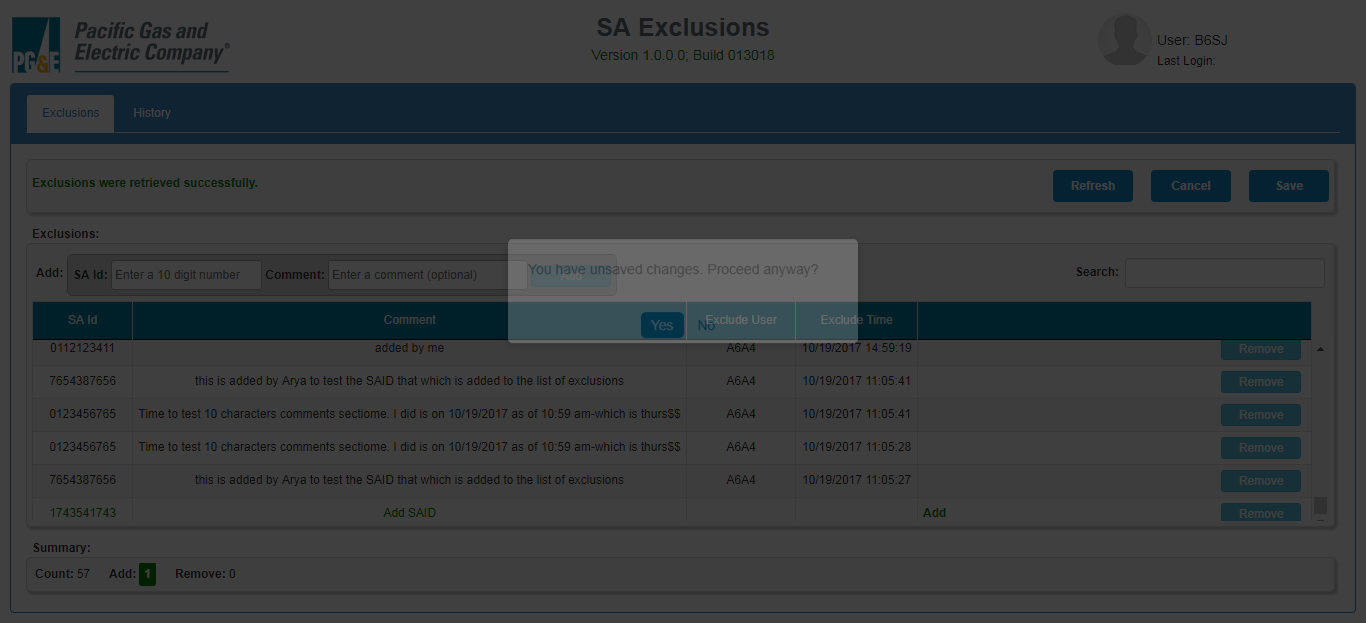 Pacific Gas and
Electric Company®
PG&E
SA Exclusions
Version 1.0.0.0; Build 013018
User: B6SJ
Last Login:
Exclusions History
Exclusions were retrieved successfully.
Refresh Cancel Save
Exclusions:
Add: SA Id: Enter a 10 digit number Comment: Enter a comment (optional)
Search:
You have unsaved changes. Proceed anyway?
Yes No
SA Id Comment Exclude User Exclude Time
0112123411 added by me A6A4 10/19/2017 14:59:19 Remove
7654387656 this is added by Arya to test the SAID that which is added to the list of exclusions A6A4 10/19/2017 11:05:41 Remove
0123456765 Time to test 10 characters comments sectiome. I did is on 10/19/2017 as of 10:59 am-which is thurs$$ A6A4 10/19/2017 11:05:41 Remove
0123456765 Time to test 10 characters comments sectiome. I did is on 10/19/2017 as of 10:59 am-which is thurs$$ A6A4 10/19/2017 11:05:28 Remove
7654387656 this is added by Arya to test the SAID that which is added to the list of exclusions A6A4 10/19/2017 11:05:27 Remove
1743541743 Add SAID Add Remove
Summary:
Count: 57 Add: 1 Remove: 0